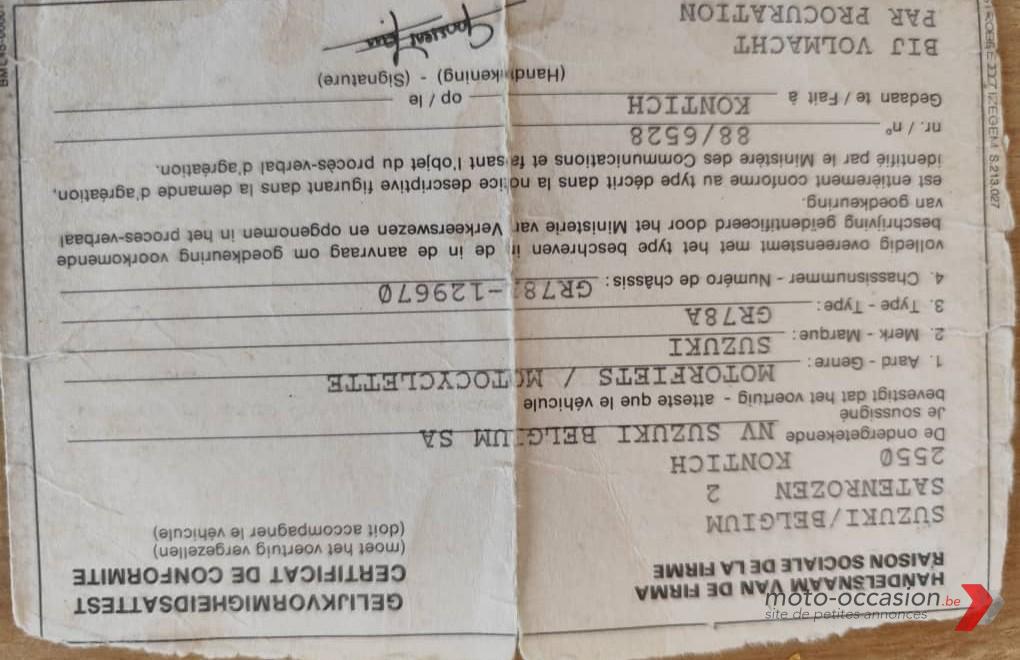 GELIJKVORMIGHEIDSATTEST
CERTIFICAT DE CONFORMITE
(moet het voertuig vergezellen)
(doit accompagner le véhicule)
HANDELSNAAM VAN DE FIRMA
RAISON SOCIALE DE LA FIRME
SUZUKI/BELGIUM
SATENROZEN 2
2550 KONTICH
De ondergetekende NV SUZUKI BELGIUM SA
Je soussigné
bevestigt dat het voertuig - atteste que le véhicule
1. Aard - Genre: MOTORFIETS / MOTOCYCLETTE
2. Merk - Marque: SUZUKI
3. Type - Type: GR78A
4. Chassisnummer - Numéro de châssis: GR78 -129670
volledig overeenstemt met het type beschreven in de in de aanvraag om goedkeuring voorkomende
beschrijving geïdentificeerd door het Ministerie van Verkeerswezen en opgenomen in het proces-verbaal
van goedkeuring.
est entièrement conforme au type décrit dans la notice descriptive figurant dans la demande d'agréation,
identifié par le Ministère des Communications et faisant l'objet du procès-verbal d'agréation.
nr. / n° 88/6528
Gedaan te / Fait à KONTICH op / le
(Handtekening) - (Signature)
BIJ VOLMACHT
PAR PROCURATION
IZEGEM S.213.027
moto-occasion.be
site de petites annonces